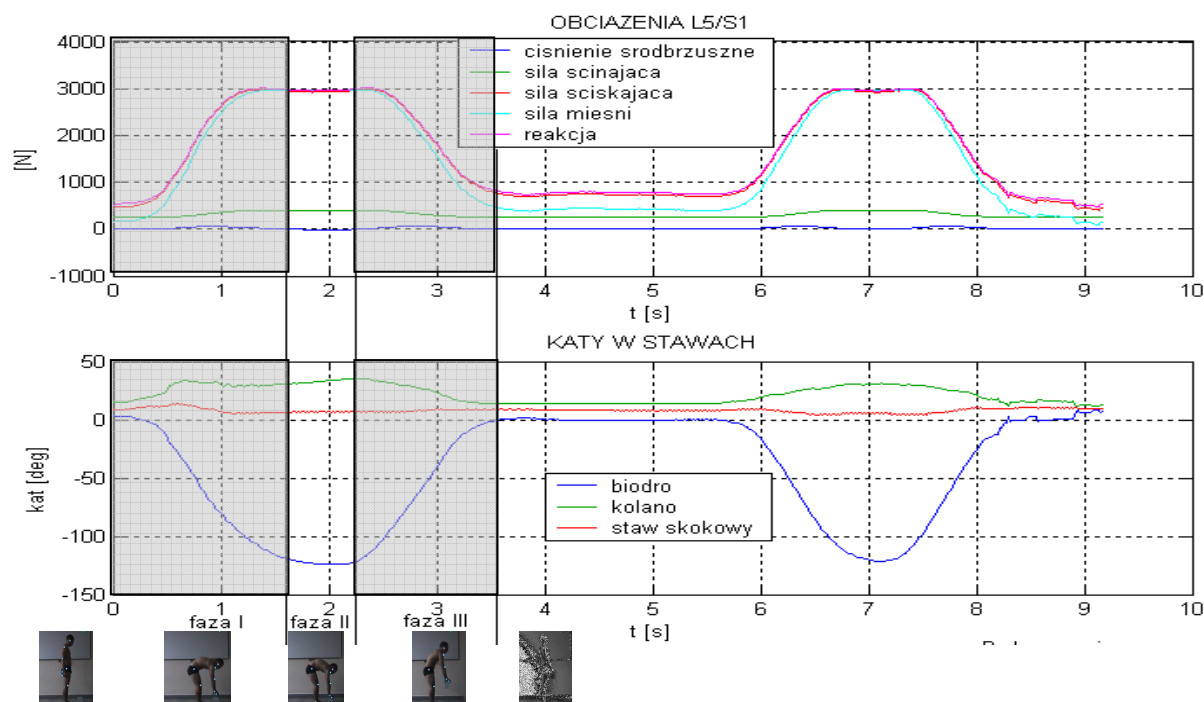 OBCIAZENIA L5/S1
4000
3000
2000
1000
0
-1000
[N]
cisnienie srodbrzuszne
sila scinajaca
sila sciskajaca
sila miesni
reakcja
0 1 2 3 4 5 6 7 8 9 10
t [s]
KATY W STAWACH
50
0
-50
-100
-150
kat [deg]
biodro
kolano
staw skokowy
0 1 2 3 4 5 6 7 8 9 10
faza I faza II faza III
t [s]